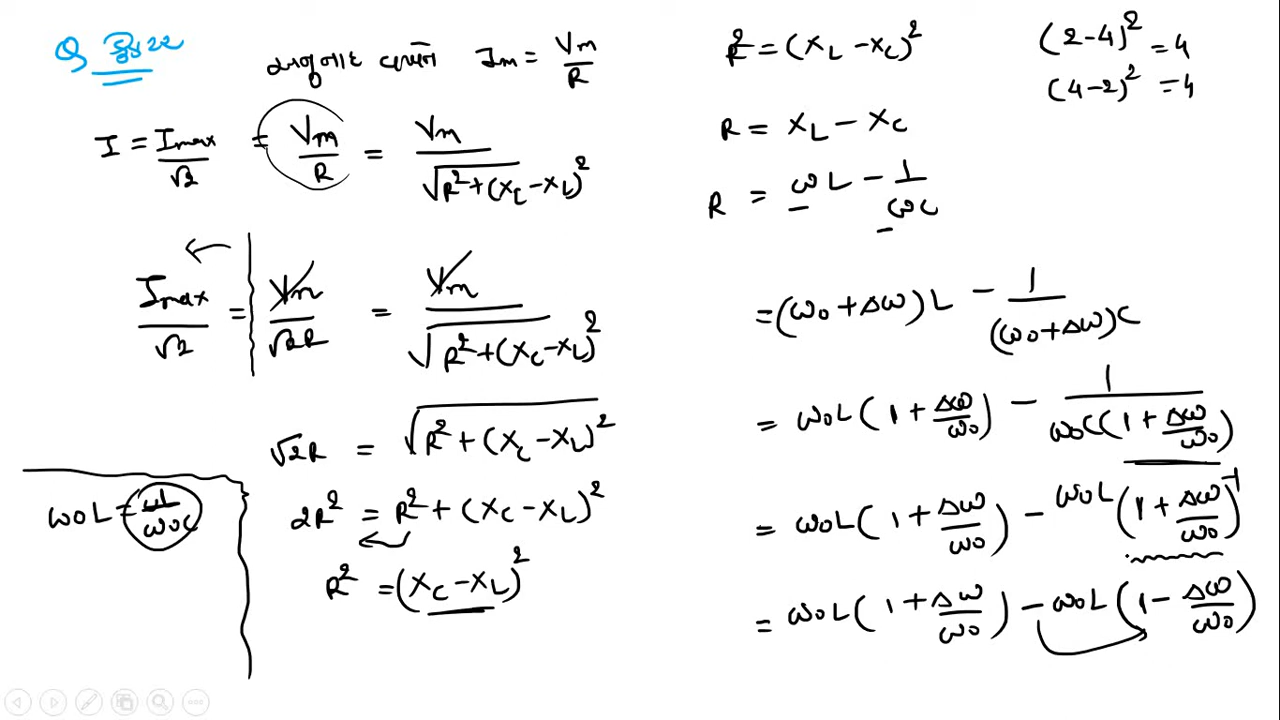 Q
અનુનાદ વખતે Im = Vm/R
I = Imax/√2 = Vm/R = Vm/√(R²+(XC-XL)²)
Imax/√2 = Vm/√2R = Vm/√(R²+(XC-XL)²)
√2R = √(R²+(XC-XL)²)
2R² = R²+(XC-XL)²
R² = (XC-XL)²
ω0L = 1/ω0C
R² = (XL-XC)²
(2-4)² = 4
(4-2)² = 4
R = XL - XC
R = ωL - 1/ωC
= (ω0+Δω)L - 1/(ω0+Δω)C
= ω0L(1+Δω/ω0) - 1/ω0C(1+Δω/ω0)
= ω0L(1+Δω/ω0) - ω0L(1+Δω/ω0)⁻¹
= ω0L(1+Δω/ω0) - ω0L(1-Δω/ω0)